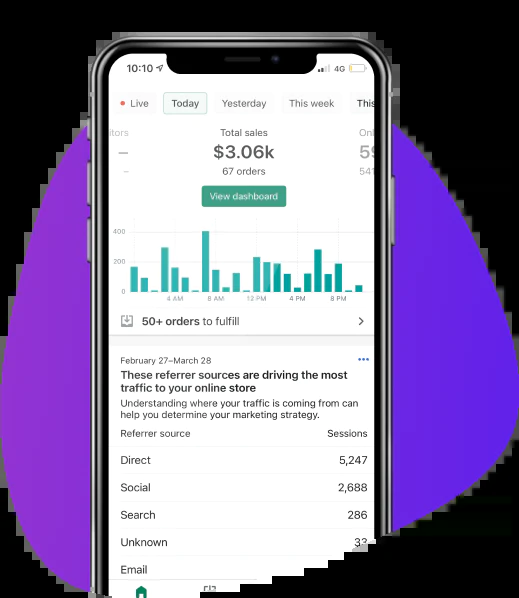 10:10
4G
Live
Today
Yesterday
This week
This
itors
Total sales
Onl
–
$3.06k
59
–
67 orders
541
View dashboard
400
200
0
4 AM
8 AM
12 PM
4 PM
8 PM
50+ orders to fulfill
February 27–March 28
These referrer sources are driving the most
traffic to your online store
Understanding where your traffic is coming from can
help you determine your marketing strategy.
Referrer source
Sessions
Direct
5,247
Social
2,688
Search
286
Unknown
33
Email